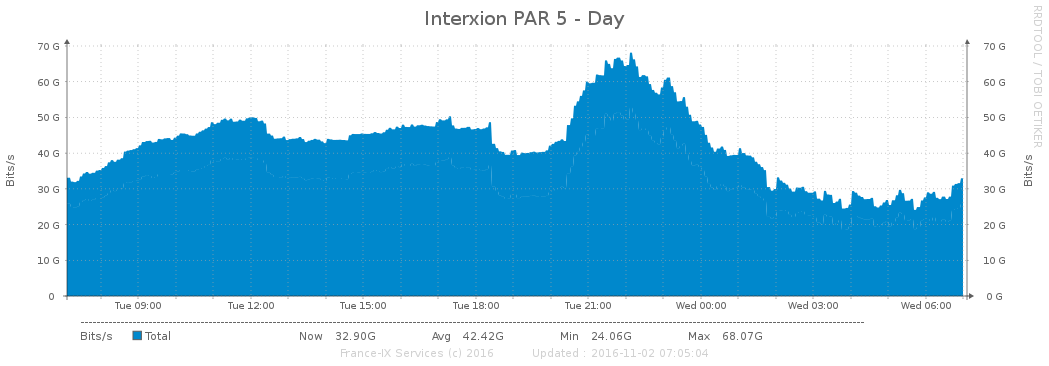 Interxion PAR 5 - Day
RRDTOOL / TOBI OETIKER
Bits/s
Bits/s
70 G 70 G
60 G 60 G
50 G 50 G
40 G 40 G
30 G 30 G
20 G 20 G
10 G 10 G
0 0 G
Tue 09:00 Tue 12:00 Tue 15:00 Tue 18:00 Tue 21:00 Wed 00:00 Wed 03:00 Wed 06:00
Bits/s Total Now 32.90G Avg 42.42G Min 24.06G Max 68.07G
France-IX Services (c) 2016 Updated : 2016-11-02 07:05:04